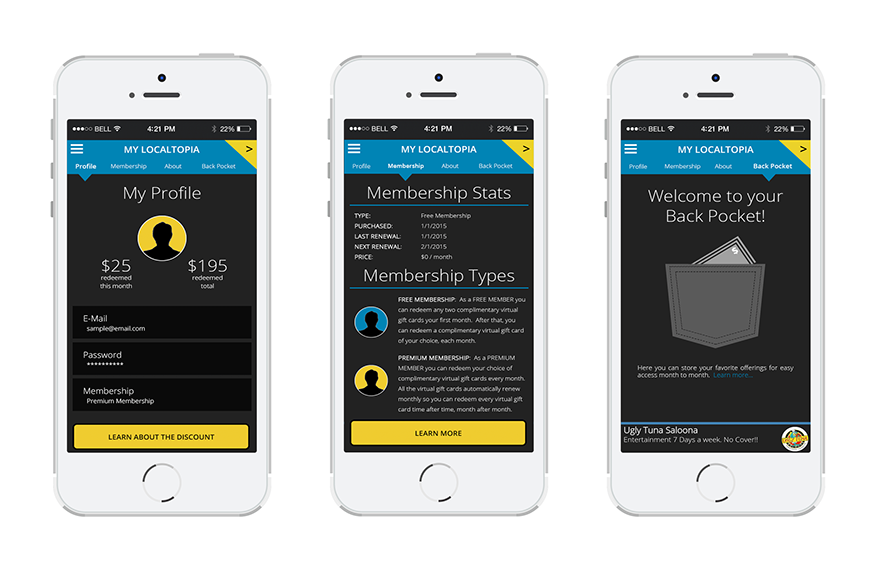 BELL 4:21 PM 22%
MY LOCALTOPIA >
Profile Membership About Back Pocket
My Profile
$25 $195
redeemed redeemed
this month total
E-Mail
sample@email.com
Password
**********
Membership
Premium Membership
LEARN ABOUT THE DISCOUNT
BELL 4:21 PM 22%
MY LOCALTOPIA >
Profile Membership About Back Pocket
Membership Stats
TYPE: Free Membership
PURCHASED: 1/1/2015
LAST RENEWAL: 1/1/2015
NEXT RENEWAL: 2/1/2015
PRICE: $0 / month
Membership Types
FREE MEMBERSHIP: As a FREE MEMBER you
can redeem any two complimentary virtual
gift cards your first month. After that, you
can redeem a complimentary virtual gift card
of your choice, each month.
PREMIUM MEMBERSHIP: As a PREMIUM
MEMBER you can redeem your choice of
complimentary virtual gift cards every month.
All the virtual gift cards automatically renew
monthly so you can redeem every virtual gift
card time after time, month after month.
LEARN MORE
BELL 4:21 PM 22%
MY LOCALTOPIA >
Profile Membership About Back Pocket
Welcome to your
Back Pocket!
$
Here you can store your favorite offerings for easy
access month to month. Learn more...
Ugly Tuna Saloona
Entertainment 7 Days a week. No Cover!!